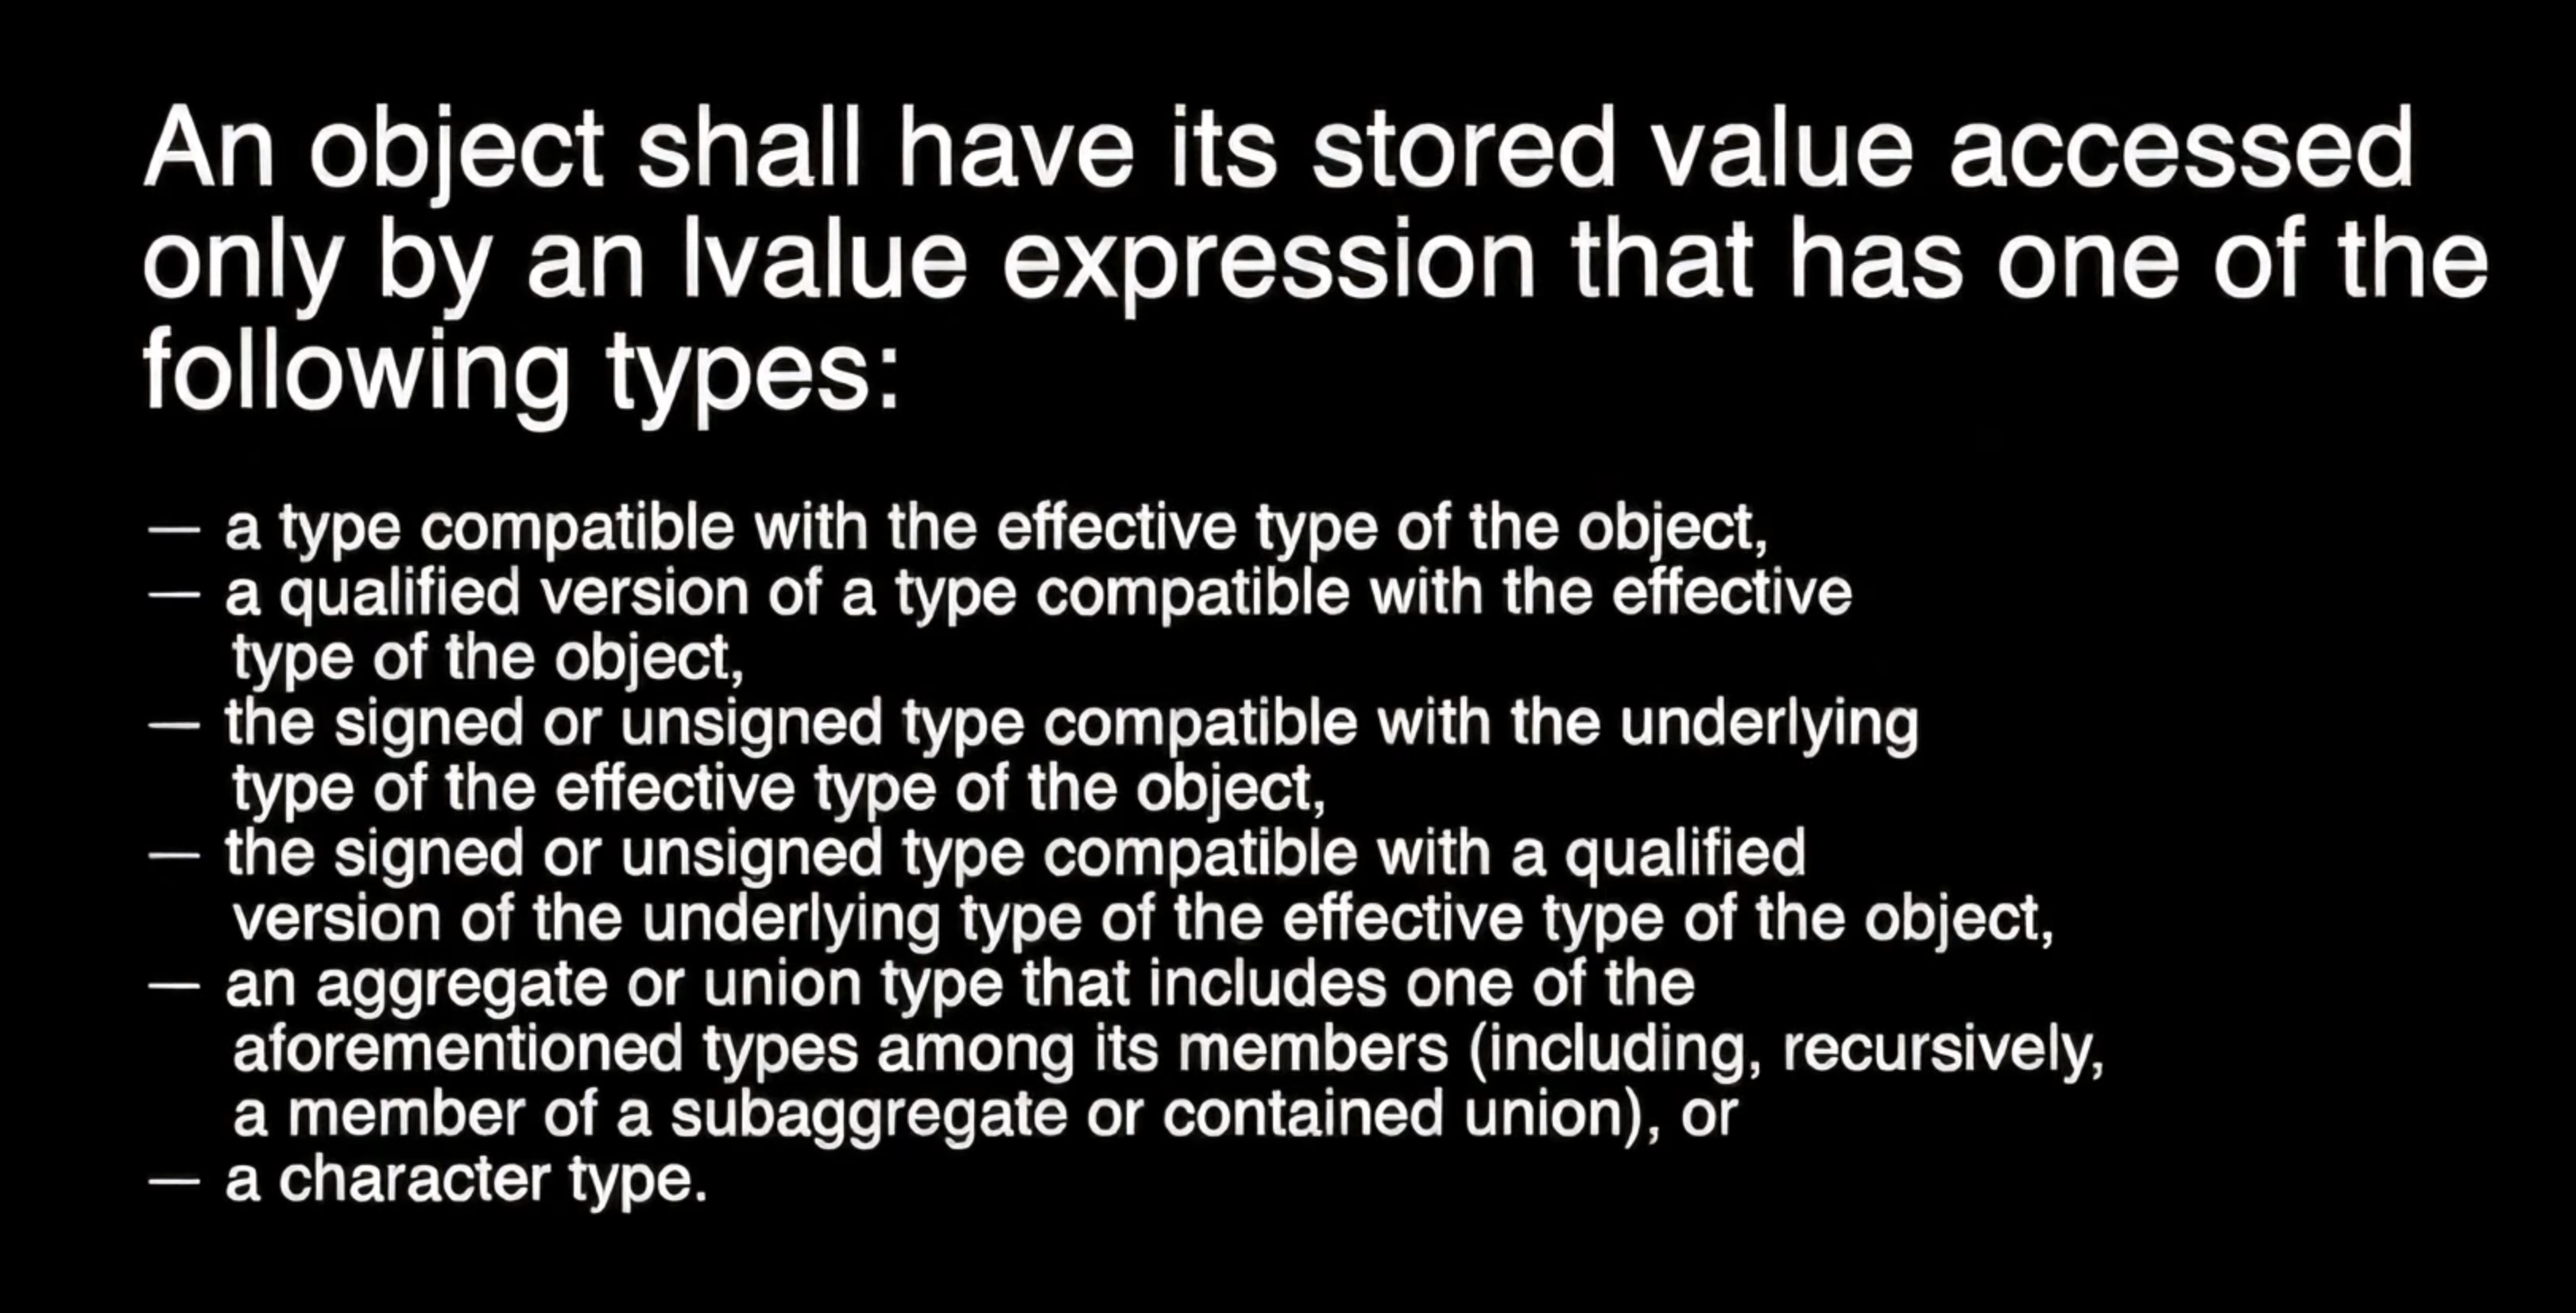 An object shall have its stored value accessed
only by an lvalue expression that has one of the
following types:
— a type compatible with the effective type of the object,
— a qualified version of a type compatible with the effective
type of the object,
— the signed or unsigned type compatible with the underlying
type of the effective type of the object,
— the signed or unsigned type compatible with a qualified
version of the underlying type of the effective type of the object,
— an aggregate or union type that includes one of the
aforementioned types among its members (including, recursively,
a member of a subaggregate or contained union), or
— a character type.